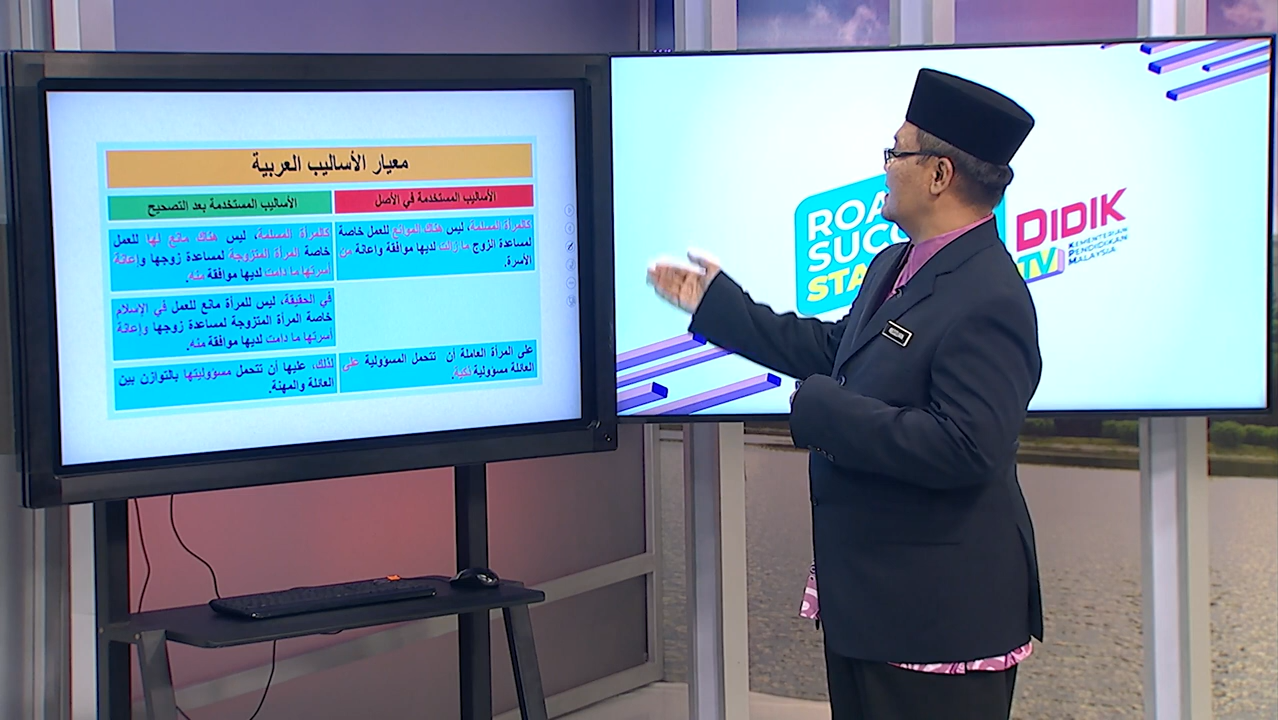 معيار الأساليب العربية
الأساليب المستخدمة في الأصل
الأساليب المستخدمة بعد التصحيح
كالمرأة المسلمة، ليس هناك الموانع للعمل خاصة
لمساعدة الزوج ما زالت لديها موافقة وإعانة من
الأسرة.
كالمرأة المسلمة، ليس هناك مانع لها للعمل
خاصة المرأة المتزوجة لمساعدة زوجها وإعانة
أسرتها ما دامت لديها موافقة منه.
في الحقيقة، ليس للمرأة مانع للعمل في الإسلام
خاصة المرأة المتزوجة لمساعدة زوجها وإعانة
أسرتها ما دامت لديها موافقة منه.
على المرأة العاملة أن تتحمل المسؤولية على
العائلة مسؤولية
لذلك، عليها أن تتحمل مسؤوليتها بالتوازن بين
العائلة والمهنة.
ROA
SUCC
STA
DIDIK
TV
KEMENTERIAN
PENDIDIKAN
MALAYSIA